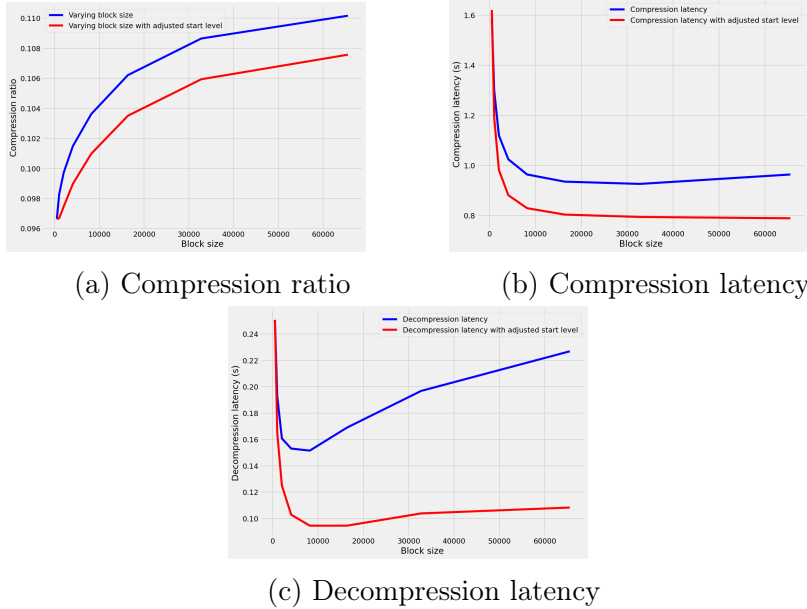 Varying block size
Varying block size with adjusted start level
0.110
0.108
0.106
0.104
0.102
0.100
0.098
0.096
Compression ratio
0 10000 20000 30000 40000 50000 60000
Block size
(a) Compression ratio
Compression latency
Compression latency with adjusted start level
1.6
1.4
1.2
1.0
0.8
Compression latency (s)
0 10000 20000 30000 40000 50000 60000
Block size
(b) Compression latency
Decompression latency
Decompression latency with adjusted start level
0.24
0.22
0.20
0.18
0.16
0.14
0.12
0.10
Decompression latency (s)
0 10000 20000 30000 40000 50000 60000
Block size
(c) Decompression latency